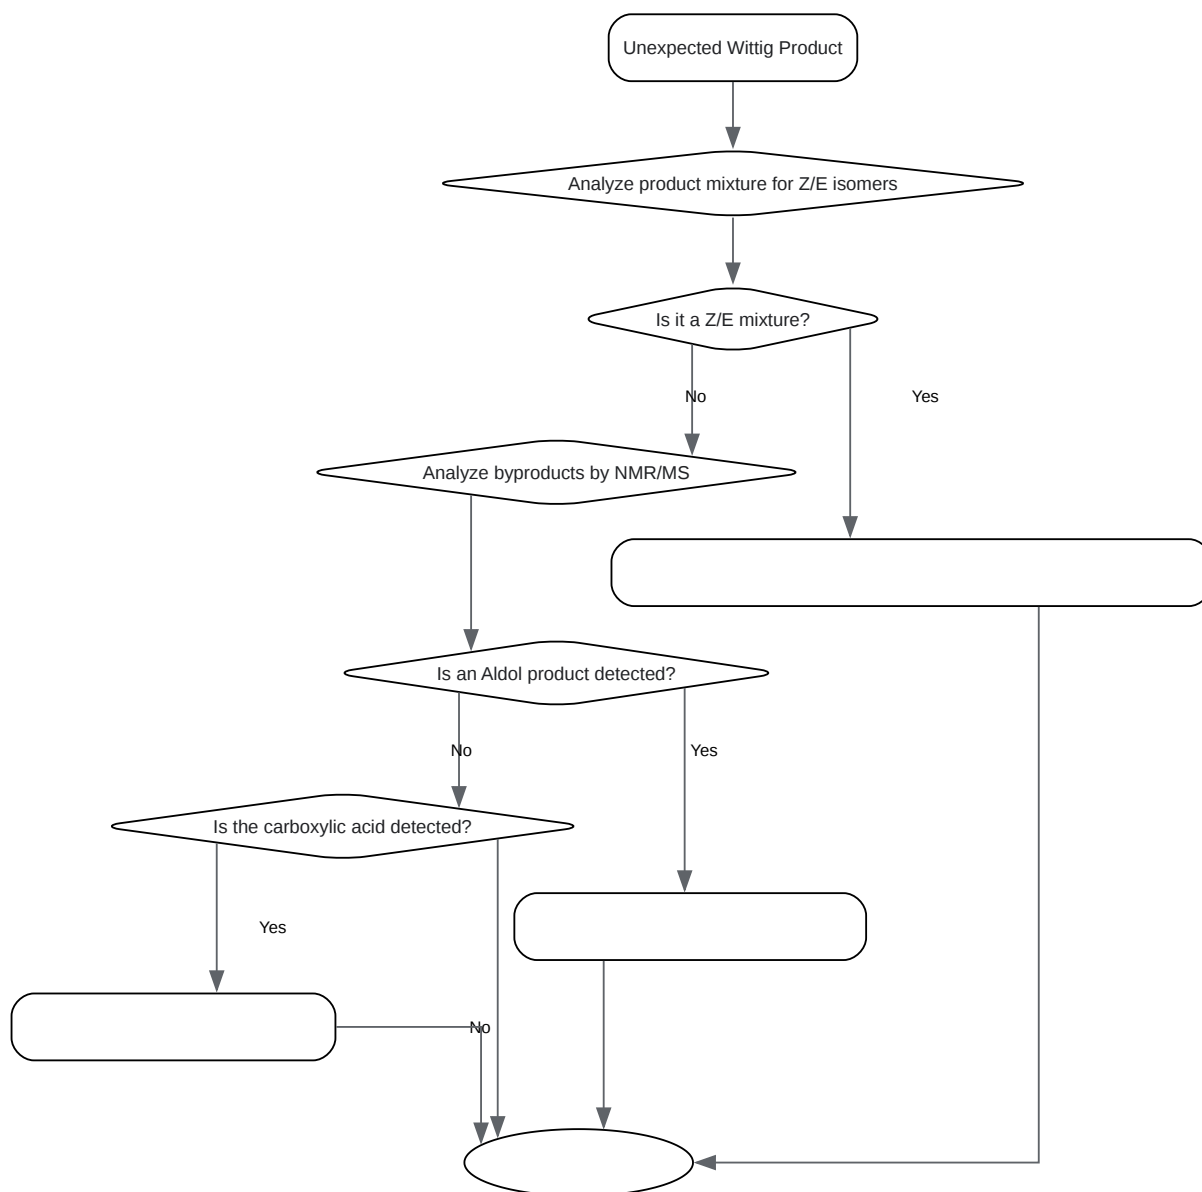 Unexpected Wittig Product
Analyze product mixture for Z/E isomers
Is it a Z/E mixture?
No
Yes
Analyze byproducts by NMR/MS
Is an Aldol product detected?
No
Yes
Is the carboxylic acid detected?
Yes
No